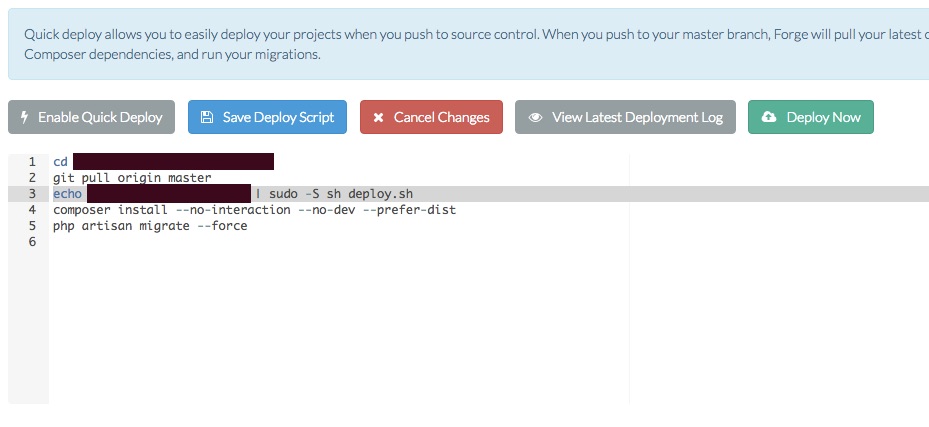 Quick deploy allows you to easily deploy your projects when you push to source control. When you push to your master branch, Forge will pull your latest
Composer dependencies, and run your migrations.
Enable Quick Deploy Save Deploy Script Cancel Changes View Latest Deployment Log Deploy Now
1 cd
2 git pull origin master
3 echo | sudo -S sh deploy.sh
4 composer install --no-interaction --no-dev --prefer-dist
5 php artisan migrate --force
6